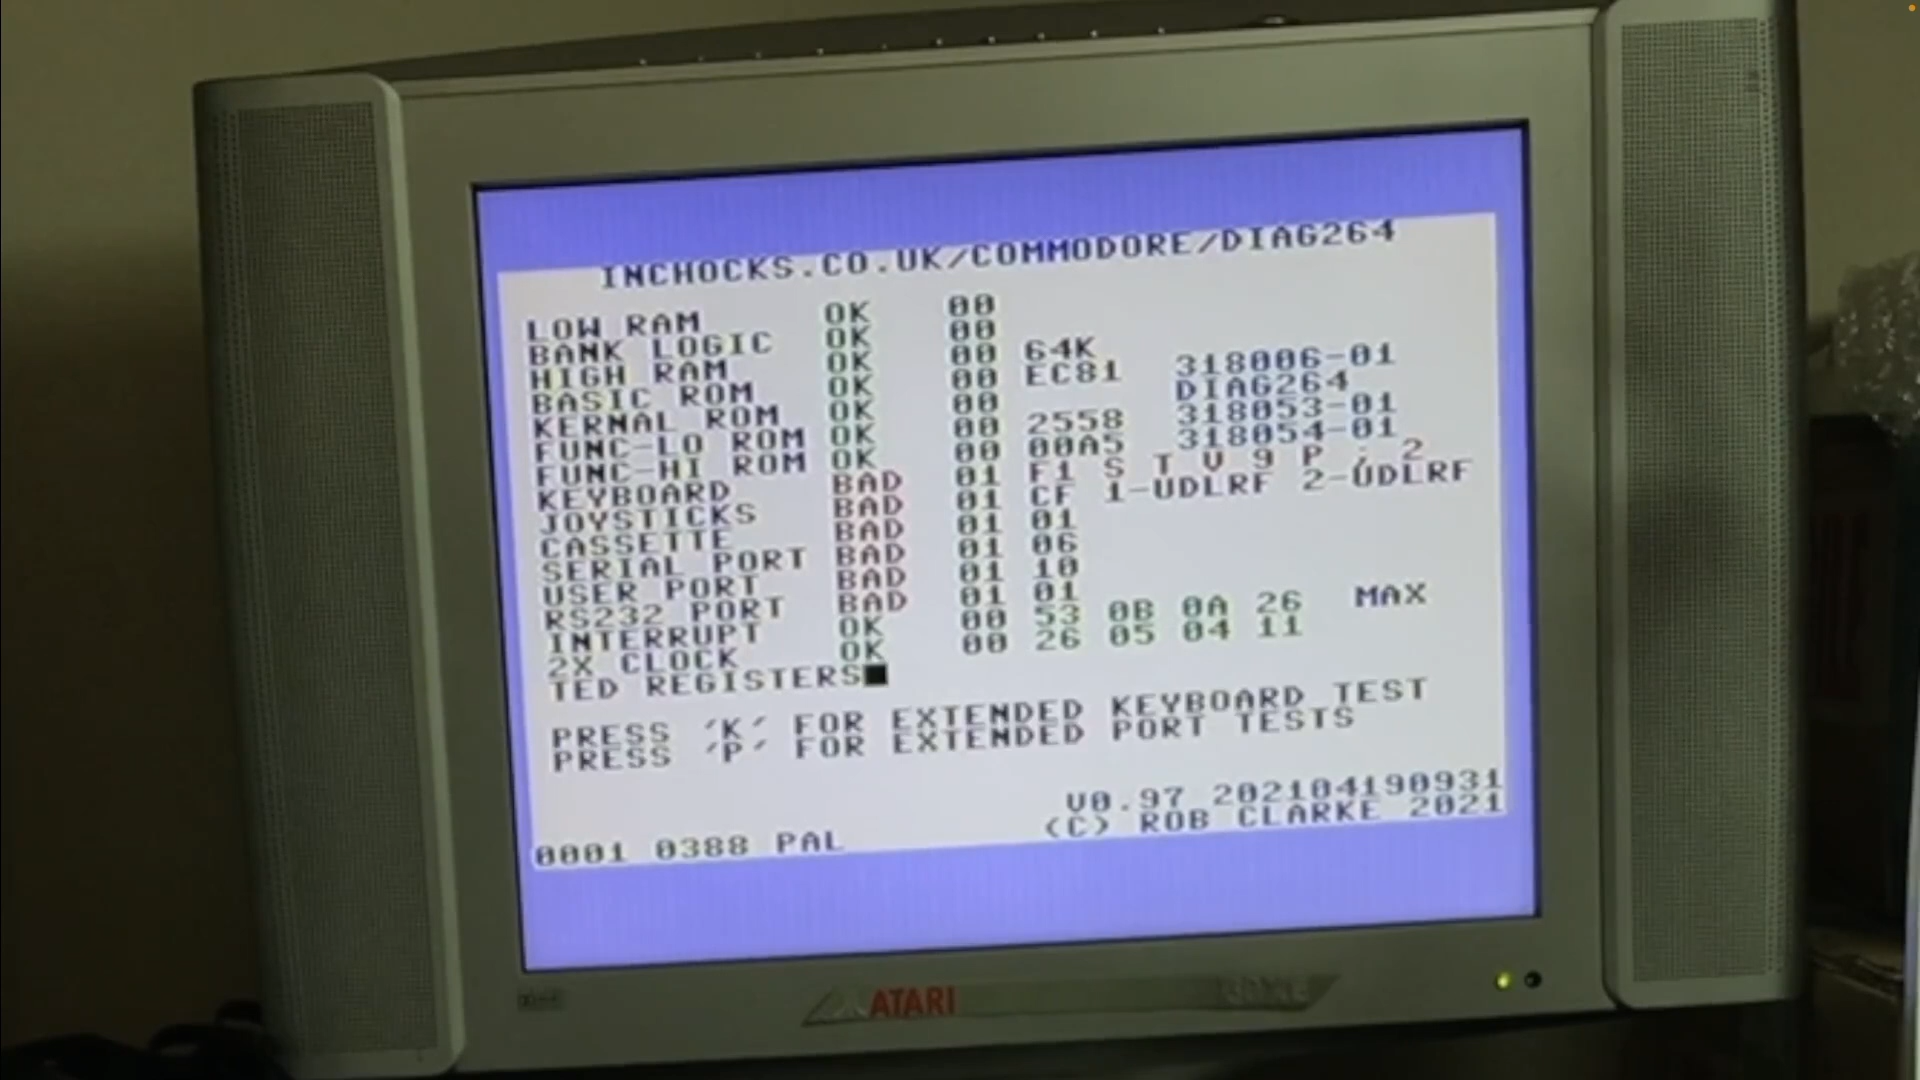 INCHOCKS.CO.UK/COMMODORE/DIAG264
LOW RAM OK 00
BANK LOGIC OK 00
HIGH RAM OK 00 64K
BASIC ROM OK 00 EC81 318006-01
KERNAL ROM OK 00 DIAG264
FUNC-LO ROM OK 00 2558 318053-01
FUNC-HI ROM OK 00 00A5 318054-01
KEYBOARD BAD 01 F1 S T V 9 P : 2
JOYSTICKS BAD 01 CF 1-UDLRF 2-UDLRF
CASSETTE BAD 01 01
SERIAL PORT BAD 01 06
USER PORT BAD 01 10
RS232 PORT BAD 01 01
INTERRUPT OK 00 53 0B 0A 26 MAX
2X CLOCK OK 00 26 05 04 11
TED REGISTERS
PRESS 'K' FOR EXTENDED KEYBOARD TEST
PRESS 'P' FOR EXTENDED PORT TESTS
V0.97 202104190931
(C) ROB CLARKE 2021
0001 0388 PAL
ATARI